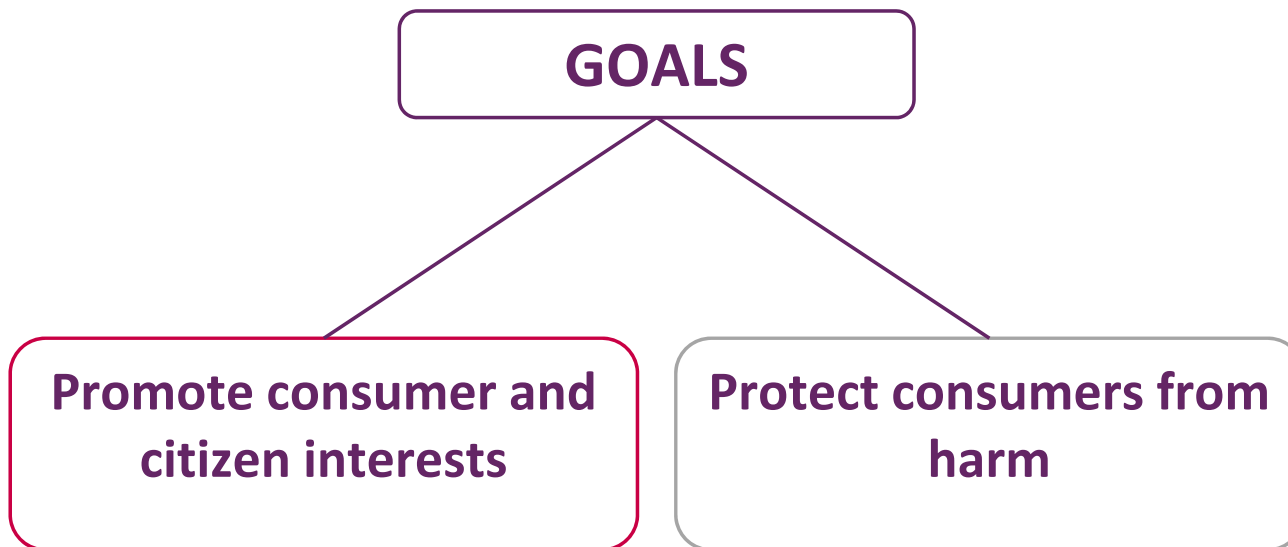 GOALS
Promote consumer and
citizen interests
Protect consumers from
harm